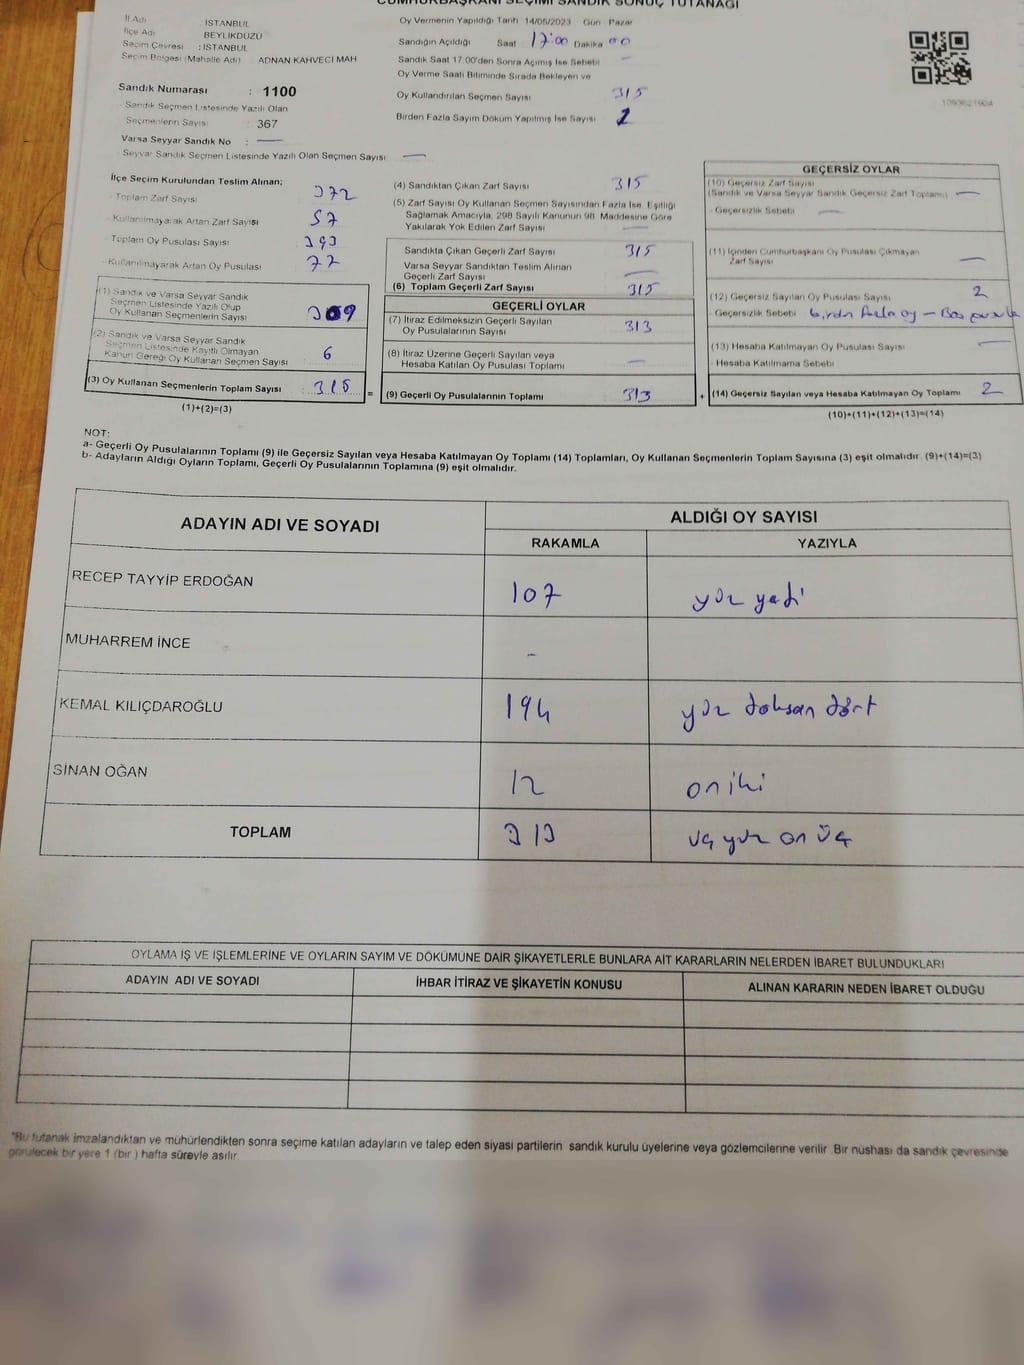 CUMHURBAŞKANI SEÇİMİ SANDIK SONUÇ TUTANAĞI
İl Adı İSTANBUL
İlçe Adı BEYLİKDÜZÜ
Seçim Çevresi : İSTANBUL
Seçim Bölgesi (Mahalle Adı) ADNAN KAHVECİ MAH
Sandık Numarası : 1100
Sandık Seçmen Listesinde Yazılı Olan
Seçmenlerin Sayısı : 367
Varsa Seyyar Sandık No : —
Seyyar Sandık Seçmen Listesinde Yazılı Olan Seçmen Sayısı —
Oy Vermenin Yapıldığı Tarih 14/05/2023 Gün Pazar
Sandığın Açıldığı Saat 17:00 Dakika 00
Sandık Saat 17.00'den Sonra Açılmış İse Sebebi —
Oy Verme Saati Bitiminde Sırada Bekleyen ve
Oy Kullandırılan Seçmen Sayısı 315
Birden Fazla Sayım Döküm Yapılmış İse Sayısı
1093621904
İlçe Seçim Kurulundan Teslim Alınan;
Toplam Zarf Sayısı 372
Kullanılmayarak Artan Zarf Sayısı 57
Toplam Oy Pusulası Sayısı
Kullanılmayarak Artan Oy Pusulası 77
(1) Sandık ve Varsa Seyyar Sandık
Seçmen Listesinde Yazılı Olup
Oy Kullanan Seçmenlerin Sayısı 309
(2) Sandık ve Varsa Seyyar Sandık
Seçmen Listesinde Kayıtlı Olmayan
Kanun Gereği Oy Kullanan Seçmen Sayısı 6
(3) Oy Kullanan Seçmenlerin Toplam Sayısı 315
(1)+(2)=(3)
=
(4) Sandıktan Çıkan Zarf Sayısı 315
(5) Zarf Sayısı Oy Kullanan Seçmen Sayısından Fazla İse, Eşitliği
Sağlamak Amacıyla, 298 Sayılı Kanunun 98. Maddesine Göre
Yakılarak Yok Edilen Zarf Sayısı —
Sandıkta Çıkan Geçerli Zarf Sayısı 315
Varsa Seyyar Sandıktan Teslim Alınan
Geçerli Zarf Sayısı —
(6) Toplam Geçerli Zarf Sayısı 315
GEÇERLİ OYLAR
(7) İtiraz Edilmeksizin Geçerli Sayılan
Oy Pusulalarının Sayısı 313
(8) İtiraz Üzerine Geçerli Sayılan veya
Hesaba Katılan Oy Pusulası Toplamı —
(9) Geçerli Oy Pusulalarının Toplamı 313
+
GEÇERSİZ OYLAR
(10) Geçersiz Zarf Sayısı
(Sandık ve Varsa Seyyar Sandık Geçersiz Zarf Toplamı) —
Geçersizlik Sebebi —
(11) İçinden Cumhurbaşkanı Oy Pusulası Çıkmayan
Zarf Sayısı —
(12) Geçersiz Sayılan Oy Pusulası Sayısı 2
Geçersizlik Sebebi birden fazla oy - Boş pusula
(13) Hesaba Katılmayan Oy Pusulası Sayısı —
Hesaba Katılmama Sebebi
(14) Geçersiz Sayılan veya Hesaba Katılmayan Oy Toplamı 2
(10)+(11)+(12)+(13)=(14)
NOT:
a- Geçerli Oy Pusulalarının Toplamı (9) ile Geçersiz Sayılan veya Hesaba Katılmayan Oy Toplamı (14) Toplamları, Oy Kullanan Seçmenlerin Toplam Sayısına (3) eşit olmalıdır. (9)+(14)=(3)
b- Adayların Aldığı Oyların Toplamı, Geçerli Oy Pusulalarının Toplamına (9) eşit olmalıdır.
ADAYIN ADI VE SOYADI ALDIĞI OY SAYISI
RAKAMLA YAZIYLA
RECEP TAYYİP ERDOĞAN 107 yüz yedi
MUHARREM İNCE -
KEMAL KILIÇDAROĞLU 194 yüz doksan dört
SİNAN OĞAN 12 oniki
TOPLAM 313 üç yüz on üç
OYLAMA İŞ VE İŞLEMLERİNE VE OYLARIN SAYIM VE DÖKÜMÜNE DAİR ŞİKAYETLERLE BUNLARA AİT KARARLARIN NELERDEN İBARET BULUNDUKLARI
ADAYIN ADI VE SOYADI İHBAR İTİRAZ VE ŞİKAYETİN KONUSU ALINAN KARARIN NEDEN İBARET OLDUĞU
*Bu tutanak imzalandıktan ve mühürlendikten sonra seçime katılan adayların ve talep eden siyasi partilerin sandık kurulu üyelerine veya gözlemcilerine verilir. Bir nushası da sandık çevresinde
görülecek bir yere 1 (bir ) hafta süreyle asılır.